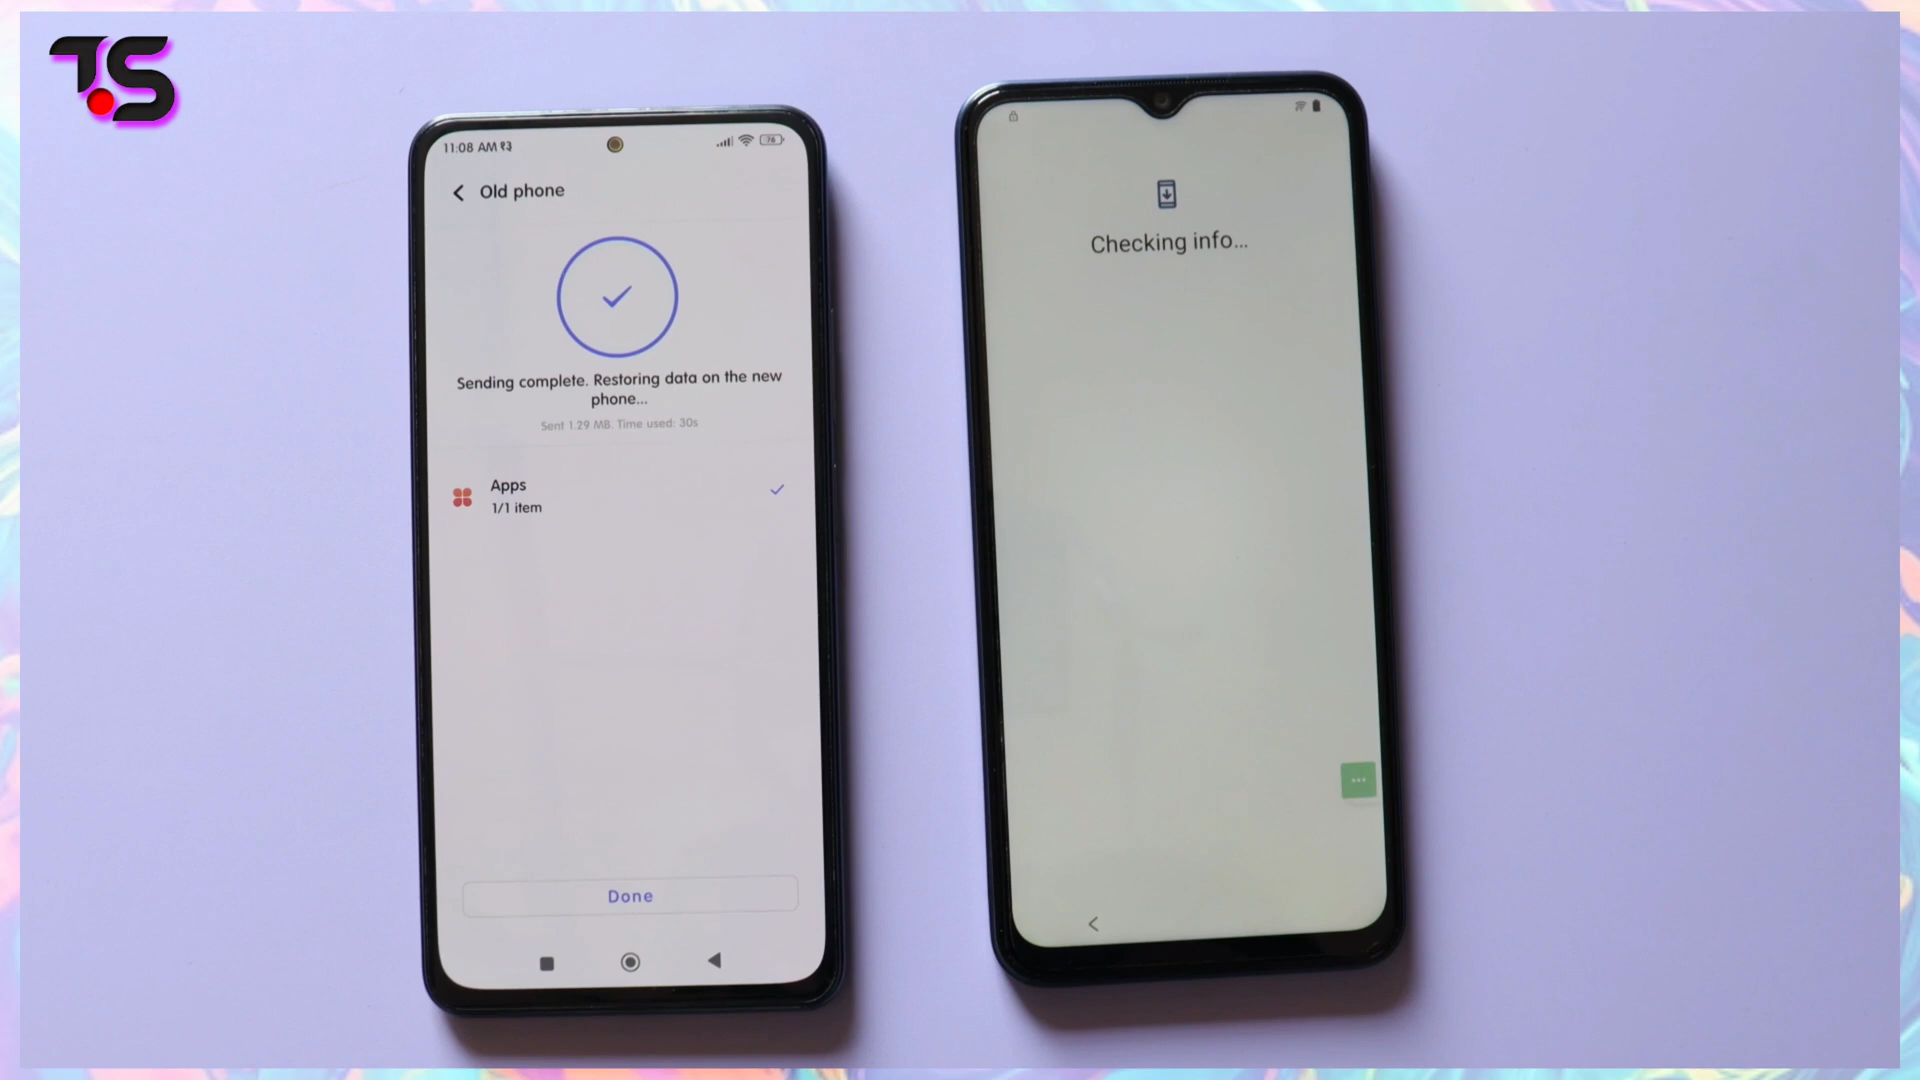 TS
11:08 AM
76
Old phone
Sending complete. Restoring data on the new
phone...
Sent 1.29 MB. Time used: 30s
Apps
1/1 item
Done
Checking info...